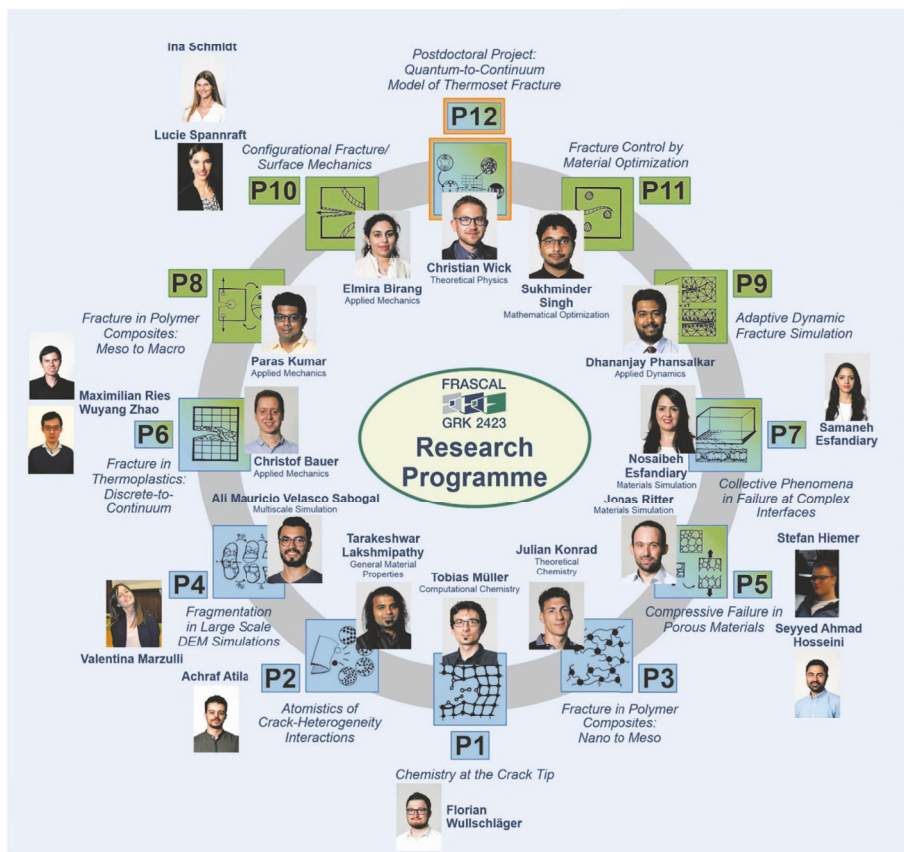 Ina Schmidt
Lucie Spannraft
Postdoctoral Project:
Quantum-to-Continuum
Model of Thermoset Fracture
P12
Configurational Fracture/
Surface Mechanics
P10
Fracture Control by
Material Optimization
P11
Elmira Birang
Applied Mechanics
Christian Wick
Theoretical Physics
Sukhminder
Singh
Mathematical Optimization
P8
Fracture in Polymer
Composites:
Meso to Macro
Paras Kumar
Applied Mechanics
P9
Adaptive Dynamic
Fracture Simulation
Dhananjay Phansalkar
Applied Dynamics
Maximilian Ries
Wuyang Zhao
P6
Fracture in
Thermoplastics:
Discrete-to-
Continuum
Christof Bauer
Applied Mechanics
FRASCAL
GRK 2423
Research
Programme
Nosaibeh
Esfandiary
Materials Simulation
P7
Collective Phenomena
in Failure at Complex
Interfaces
Samaneh
Esfandiary
Ali Mauricio Velasco Sabogal
Multiscale Simulation
Jonas Ritter
Materials Simulation
Tarakeshwar
Lakshmipathy
General Material
Properties
Tobias Müller
Computational Chemistry
Julian Konrad
Theoretical
Chemistry
Stefan Hiemer
P4
Fragmentation
in Large Scale
DEM Simulations
Valentina Marzulli
P5
Compressive Failure in
Porous Materials
Seyyed Ahmad
Hosseini
Achraf Atila
P2
Atomistics of
Crack-Heterogeneity
Interactions
P3
Fracture in Polymer
Composites:
Nano to Meso
P1
Chemistry at the Crack Tip
Florian
Wullschläger